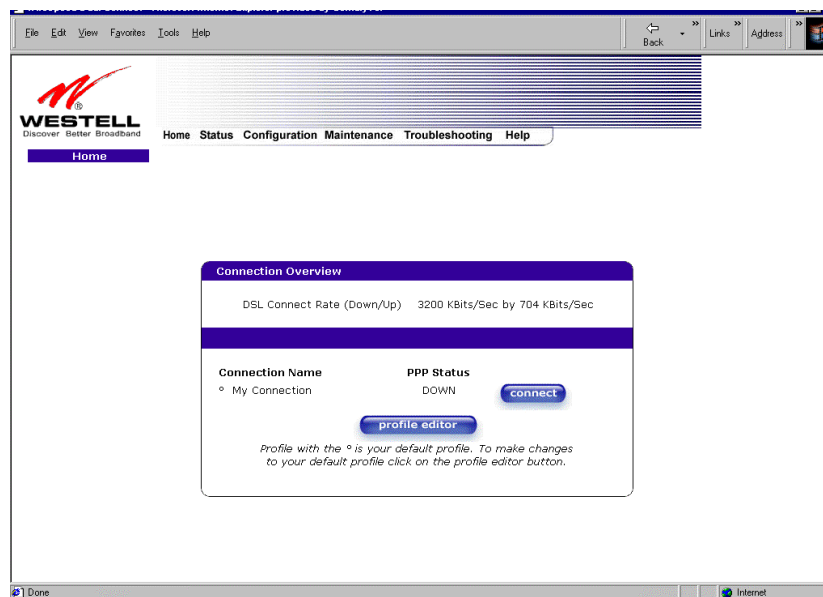 File Edit View Favorites Tools Help
Back
Links
Address
WESTELL
Discover Better Broadband
Home Status Configuration Maintenance Troubleshooting Help
Home
Connection Overview
DSL Connect Rate (Down/Up) 3200 KBits/Sec by 704 KBits/Sec
Connection Name PPP Status
° My Connection DOWN connect
profile editor
Profile with the ° is your default profile. To make changes
to your default profile click on the profile editor button.
Done
Internet